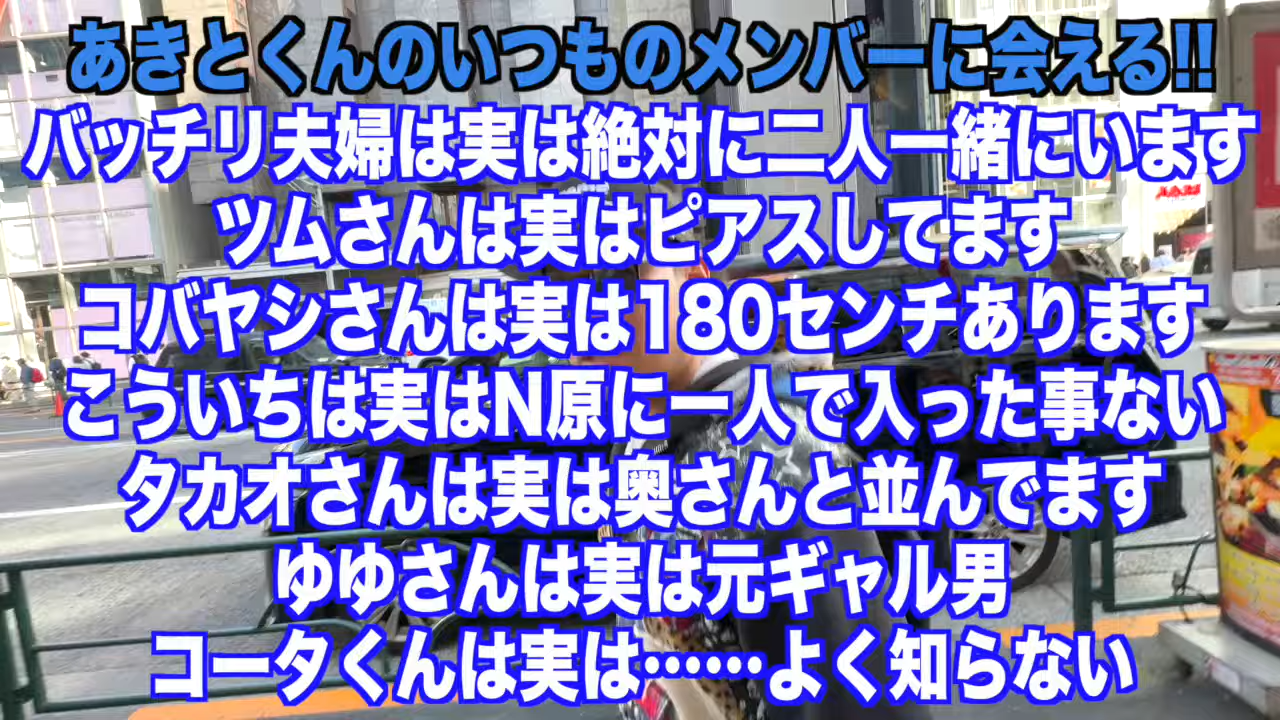 あきとくんのいつものメンバーに会える!!
バッチリ夫婦は実は絶対に二人一緒にいます
ツムさんは実はピアスしてます
コバヤシさんは実は180センチあります
こういちは実はN原に一人で入った事ない
タカオさんは実は奥さんと並んでます
ゆゆさんは実は元ギャル男
コータくんは実は……よく知らない